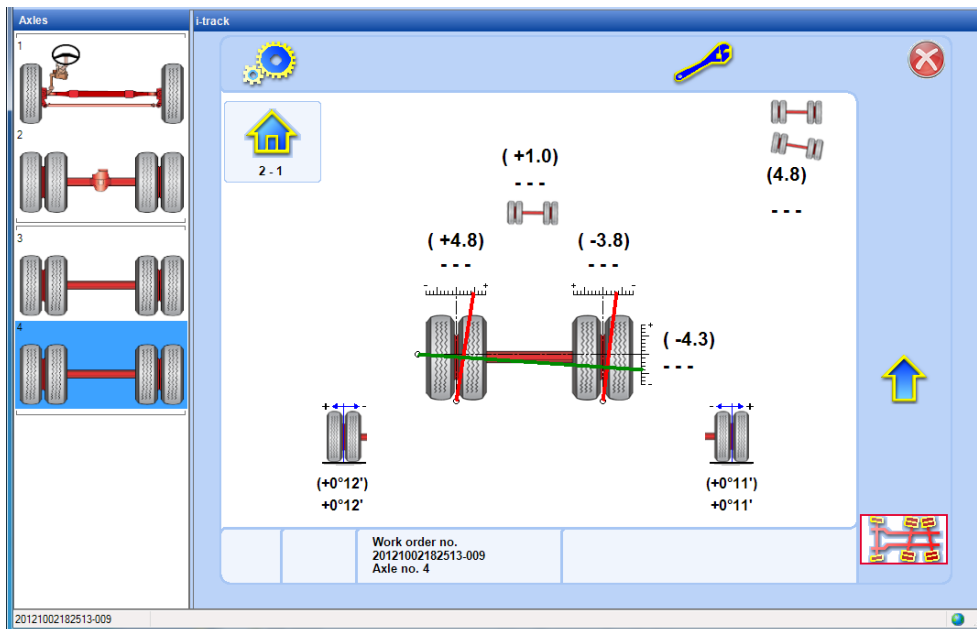 Axles
i-track
1
2
3
4
2 - 1
( +1.0)
- - -
(4.8)
- - -
( +4.8)
- - -
( -3.8)
- - -
- +
- +
+
( -4.3)
- - -
-
+ -
- +
(+0°12')
+0°12'
(+0°11')
+0°11'
Work order no.
20121002182513-009
Axle no. 4
20121002182513-009